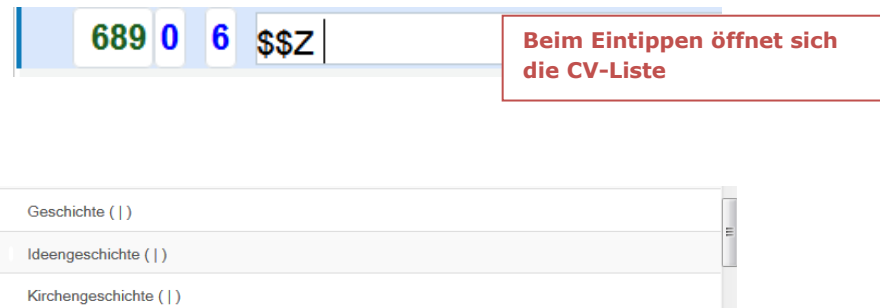 689 0 6 $$Z
Beim Eintippen öffnet sich
die CV-Liste
Geschichte ( | )
Ideengeschichte ( | )
Kirchengeschichte ( | )